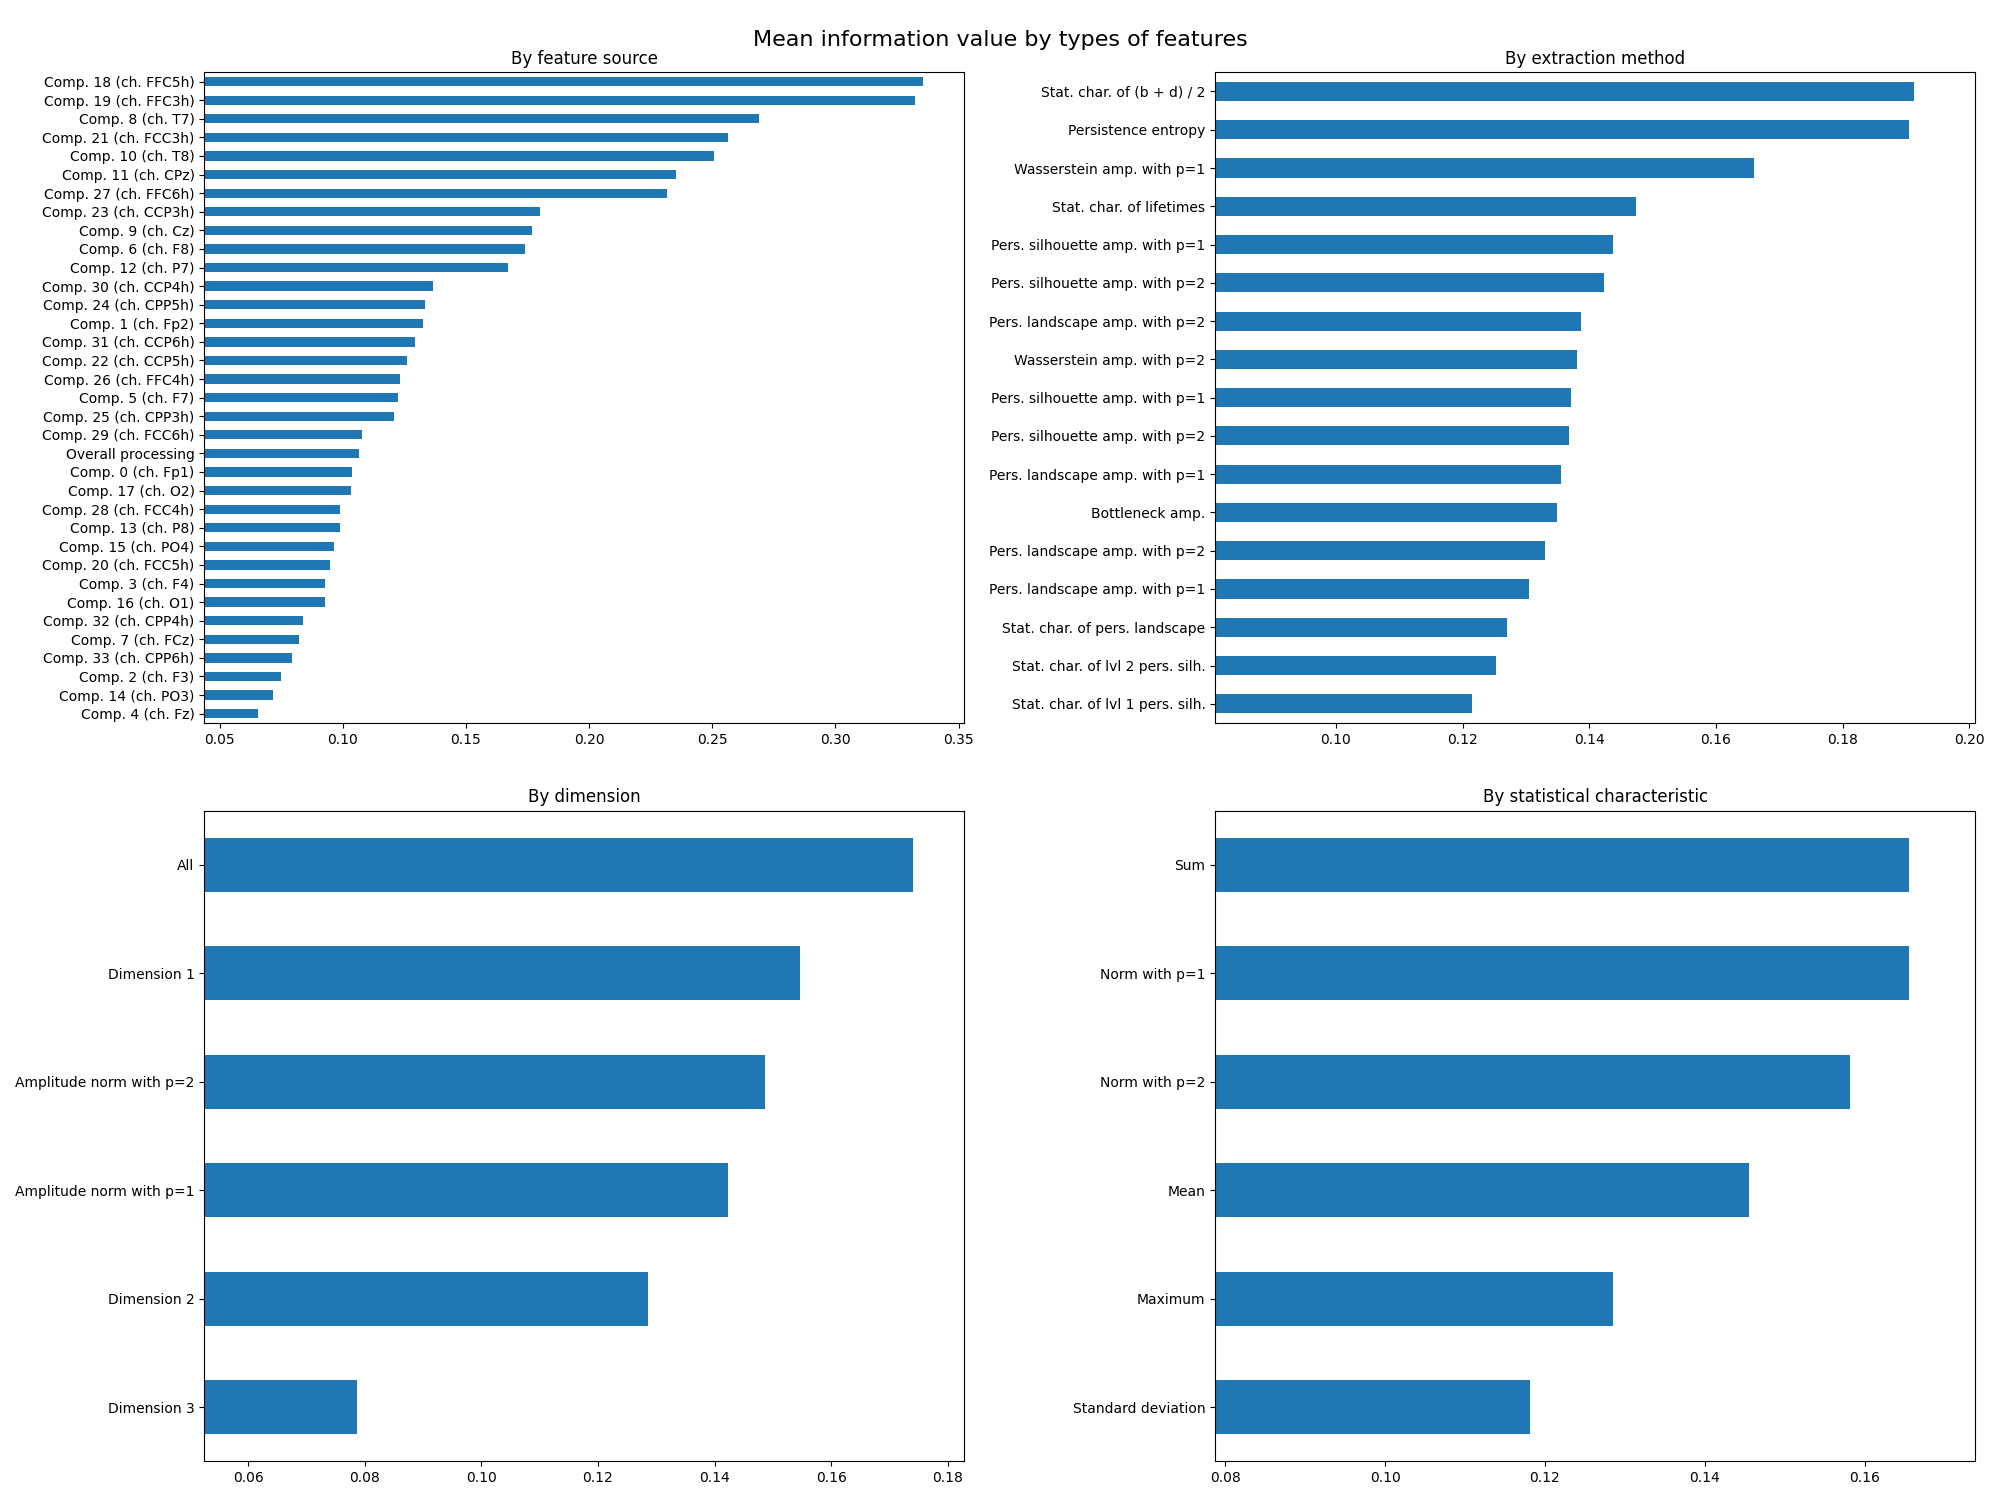 Mean information value by types of features
By feature source
Comp. 18 (ch. FFC5h)
Comp. 19 (ch. FFC3h)
Comp. 8 (ch. T7)
Comp. 21 (ch. FCC3h)
Comp. 10 (ch. T8)
Comp. 11 (ch. CPz)
Comp. 27 (ch. FFC6h)
Comp. 23 (ch. CCP3h)
Comp. 9 (ch. Cz)
Comp. 6 (ch. F8)
Comp. 12 (ch. P7)
Comp. 30 (ch. CCP4h)
Comp. 24 (ch. CPP5h)
Comp. 1 (ch. Fp2)
Comp. 31 (ch. CCP6h)
Comp. 22 (ch. CCP5h)
Comp. 26 (ch. FFC4h)
Comp. 5 (ch. F7)
Comp. 25 (ch. CPP3h)
Comp. 29 (ch. FCC6h)
Overall processing
Comp. 0 (ch. Fp1)
Comp. 17 (ch. O2)
Comp. 28 (ch. FCC4h)
Comp. 13 (ch. P8)
Comp. 15 (ch. PO4)
Comp. 20 (ch. FCC5h)
Comp. 3 (ch. F4)
Comp. 16 (ch. O1)
Comp. 32 (ch. CPP4h)
Comp. 7 (ch. FCz)
Comp. 33 (ch. CPP6h)
Comp. 2 (ch. F3)
Comp. 14 (ch. PO3)
Comp. 4 (ch. Fz)
0.05 0.10 0.15 0.20 0.25 0.30 0.35
By extraction method
Stat. char. of (b + d) / 2
Persistence entropy
Wasserstein amp. with p=1
Stat. char. of lifetimes
Pers. silhouette amp. with p=1
Pers. silhouette amp. with p=2
Pers. landscape amp. with p=2
Wasserstein amp. with p=2
Pers. silhouette amp. with p=1
Pers. silhouette amp. with p=2
Pers. landscape amp. with p=1
Bottleneck amp.
Pers. landscape amp. with p=2
Pers. landscape amp. with p=1
Stat. char. of pers. landscape
Stat. char. of lvl 2 pers. silh.
Stat. char. of lvl 1 pers. silh.
0.10 0.12 0.14 0.16 0.18 0.20
By dimension
All
Dimension 1
Amplitude norm with p=2
Amplitude norm with p=1
Dimension 2
Dimension 3
0.06 0.08 0.10 0.12 0.14 0.16 0.18
By statistical characteristic
Sum
Norm with p=1
Norm with p=2
Mean
Maximum
Standard deviation
0.08 0.10 0.12 0.14 0.16